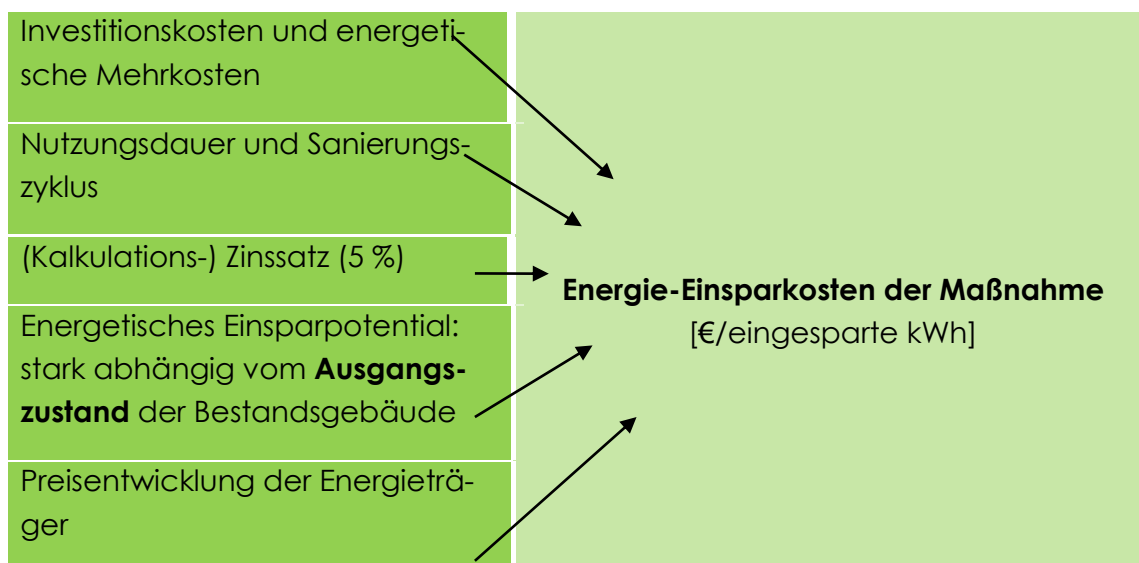 Investitionskosten und energeti-
sche Mehrkosten
Nutzungsdauer und Sanierungs-
zyklus
(Kalkulations-) Zinssatz (5 %)
Energetisches Einsparpotential:
stark abhängig vom Ausgangs-
zustand der Bestandsgebäude
Preisentwicklung der Energieträ-
ger
Energie-Einsparkosten der Maßnahme
[€/eingesparte kWh]